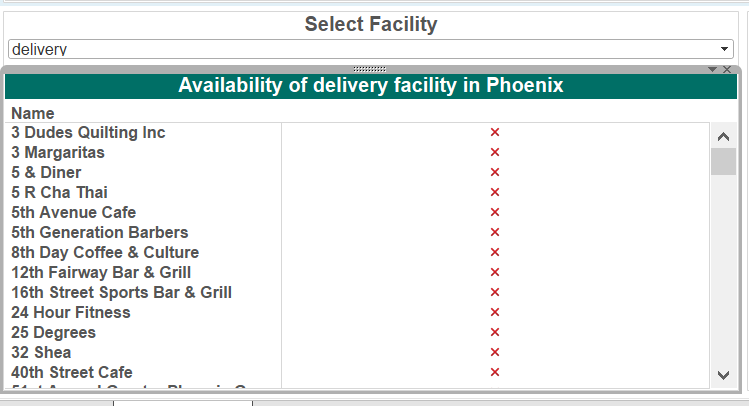 Select Facility
delivery
Availability of delivery facility in Phoenix
Name
3 Dudes Quilting Inc
3 Margaritas
5 & Diner
5 R Cha Thai
5th Avenue Cafe
5th Generation Barbers
8th Day Coffee & Culture
12th Fairway Bar & Grill
16th Street Sports Bar & Grill
24 Hour Fitness
25 Degrees
32 Shea
40th Street Cafe